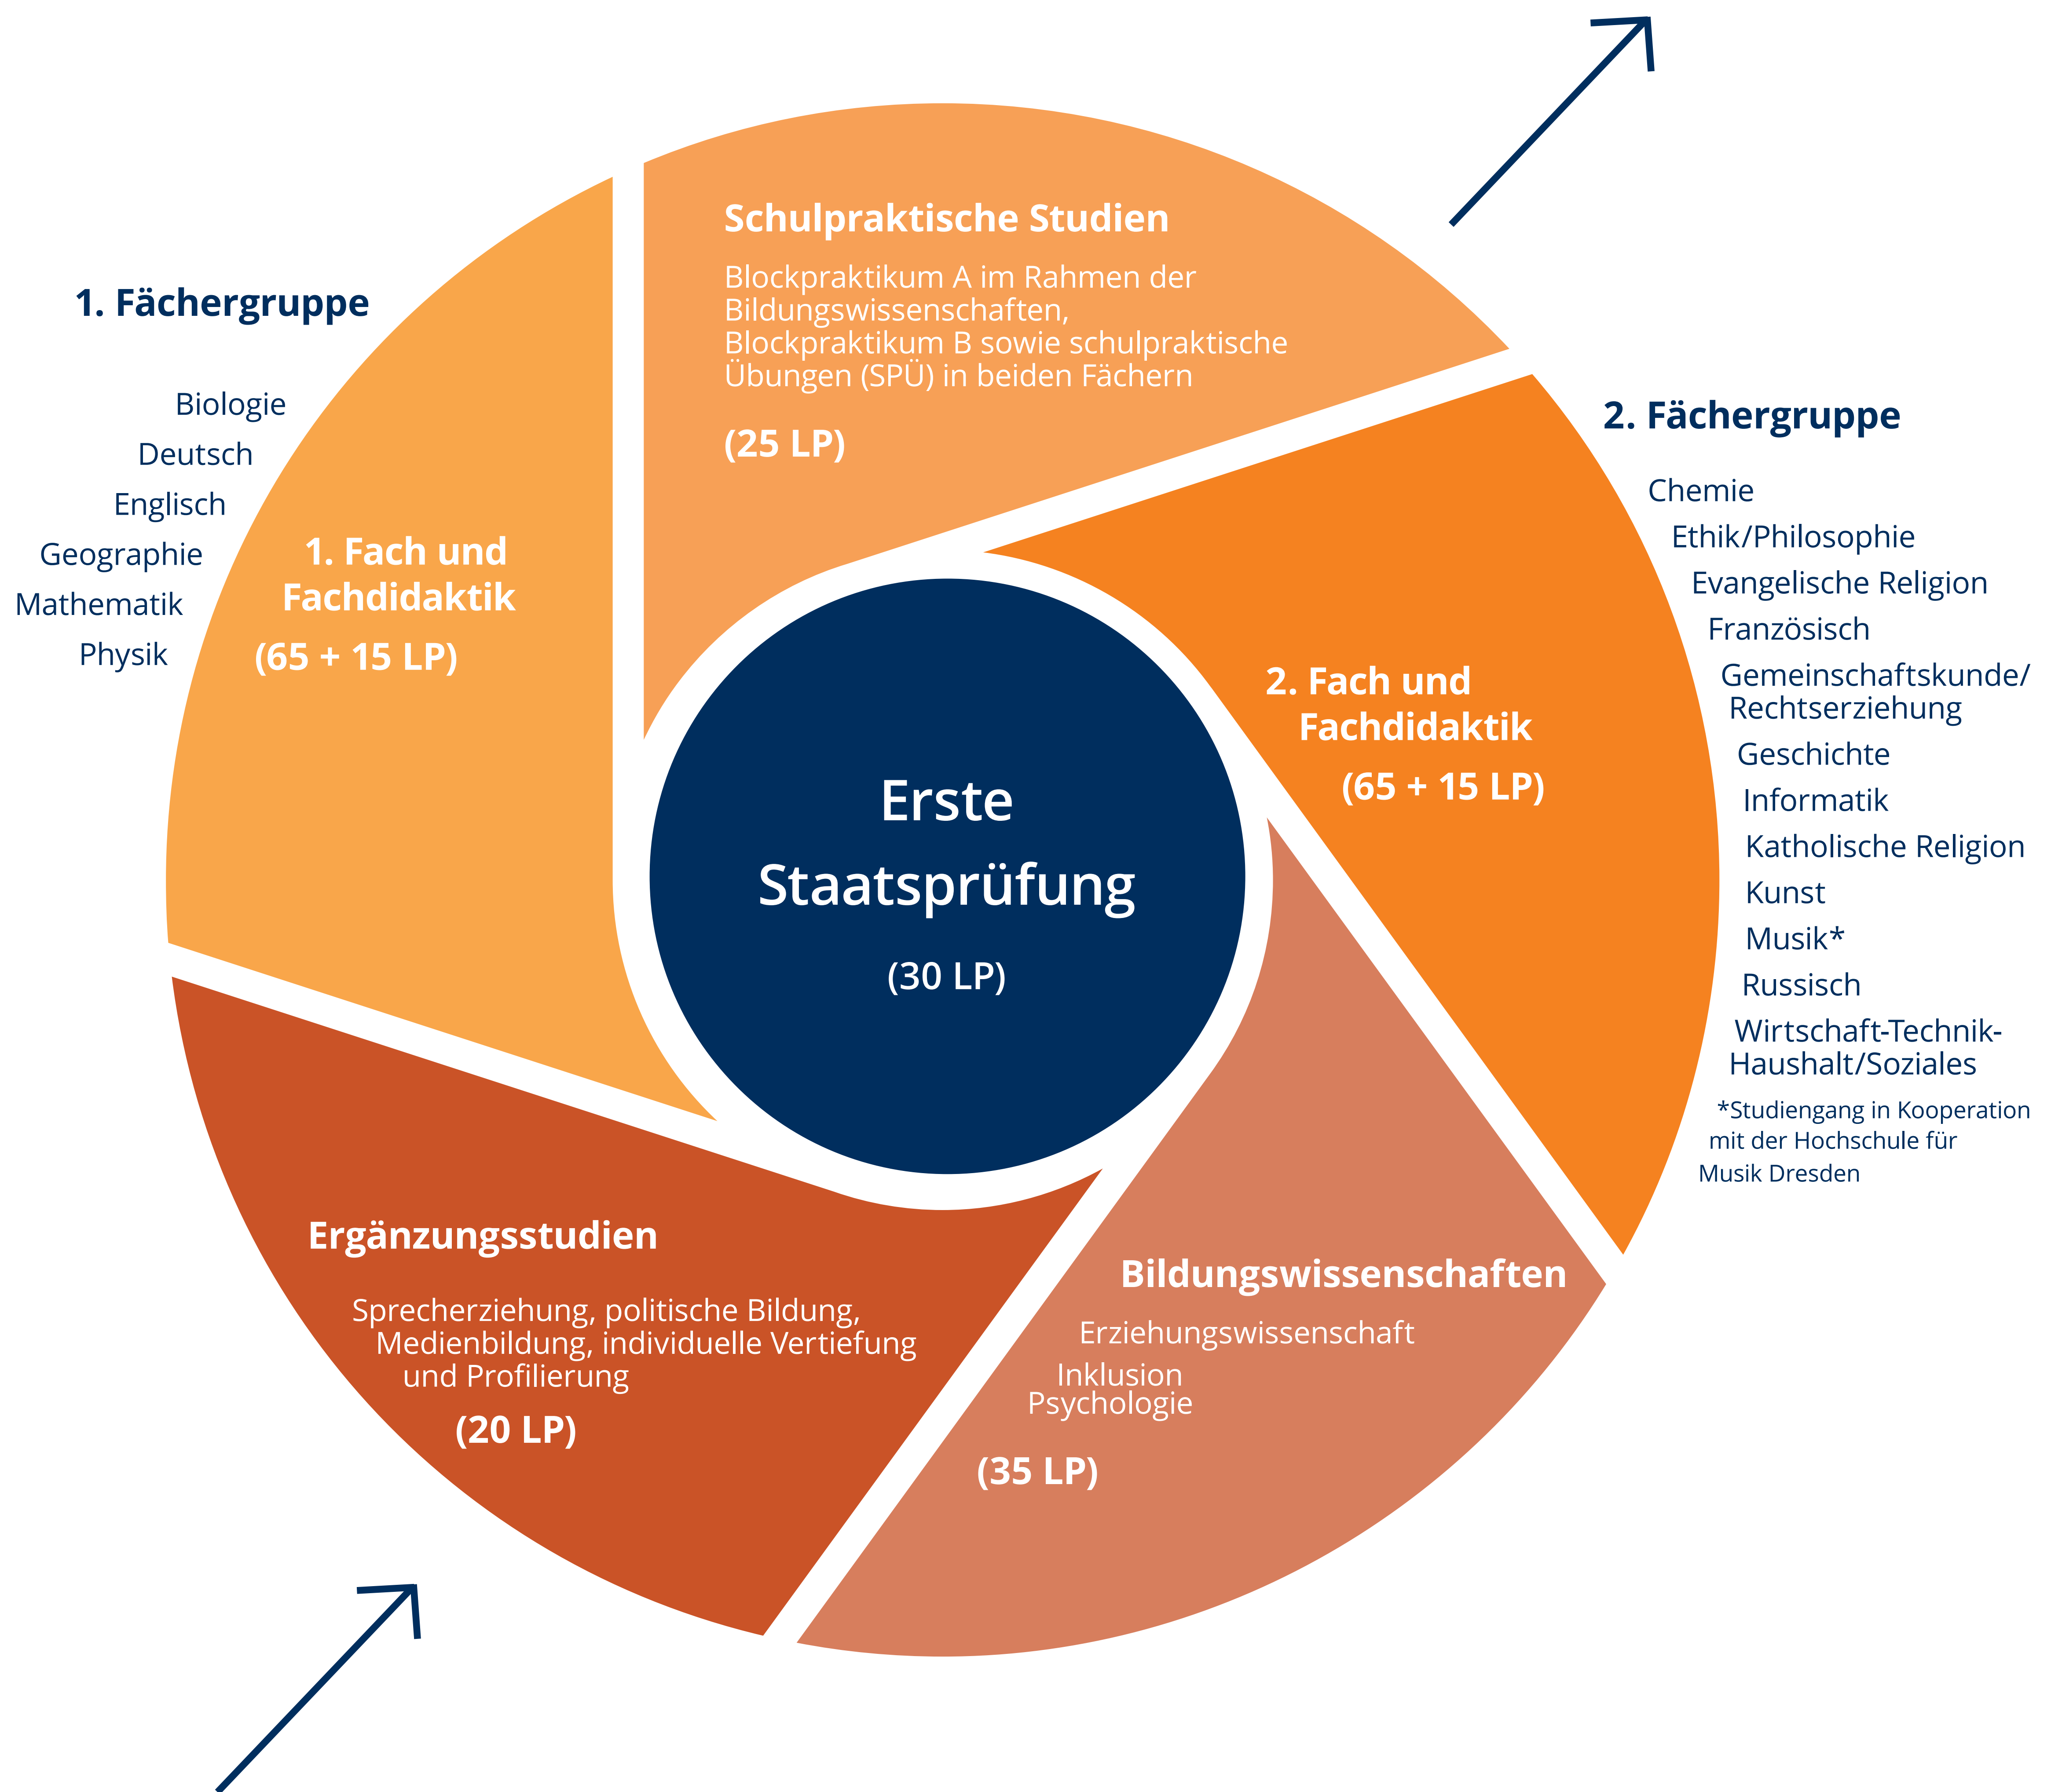 Schulpraktische Studien
Blockpraktikum A im Rahmen der
Bildungswissenschaften,
Blockpraktikum B sowie schulpraktische
Übungen (SPÜ) in beiden Fächern
(25 LP)
1. Fächergruppe
Biologie
Deutsch
Englisch
Geographie
Mathematik
Physik
1. Fach und
Fachdidaktik
(65 + 15 LP)
2. Fächergruppe
Chemie
Ethik/Philosophie
Evangelische Religion
Französisch
Gemeinschaftskunde/
Rechtserziehung
Geschichte
Informatik
Katholische Religion
Kunst
Musik*
Russisch
Wirtschaft-Technik-
Haushalt/Soziales
*Studiengang in Kooperation
mit der Hochschule für
Musik Dresden
2. Fach und
Fachdidaktik
(65 + 15 LP)
Erste
Staatsprüfung
(30 LP)
Ergänzungsstudien
Sprecherziehung, politische Bildung,
Medienbildung, individuelle Vertiefung
und Profilierung
(20 LP)
Bildungswissenschaften
Erziehungswissenschaft
Inklusion
Psychologie
(35 LP)